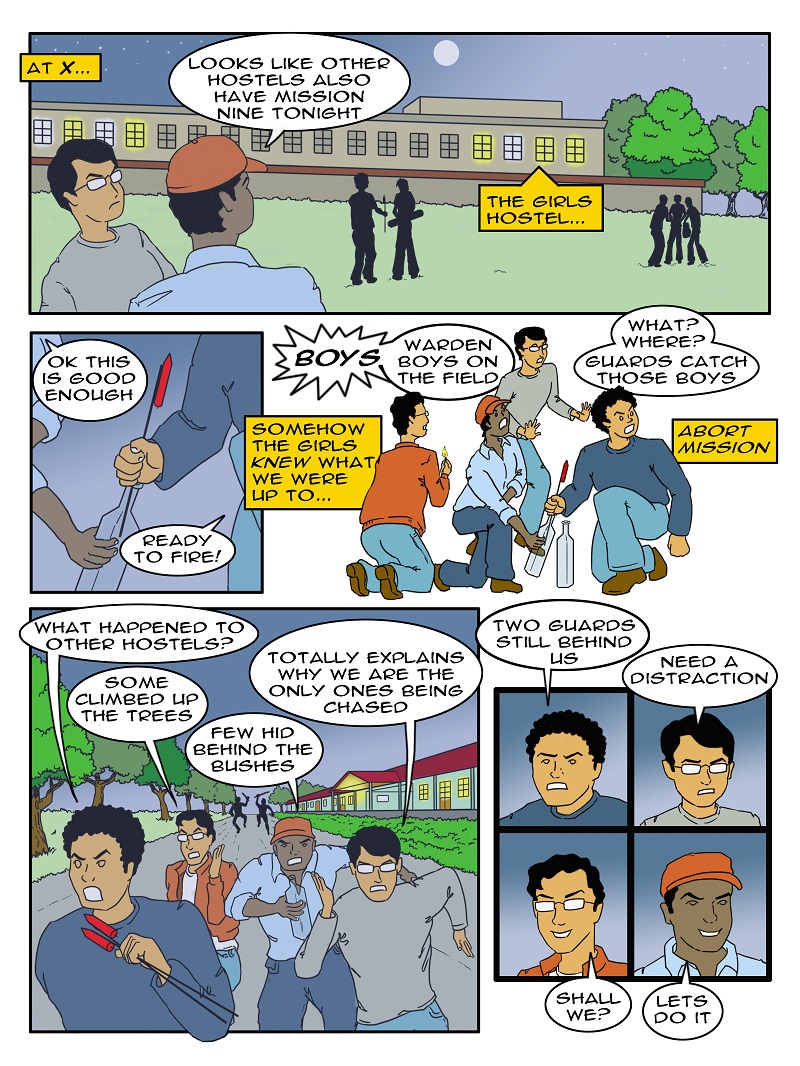 AT X...
LOOKS LIKE OTHER
HOSTELS ALSO
HAVE MISSION
NINE TONIGHT
THE GIRLS
HOSTEL...
OK THIS
IS GOOD
ENOUGH
READY
TO FIRE!
BOYS
WARDEN
BOYS ON
THE FIELD
WHAT?
WHERE?
GUARDS CATCH
THOSE BOYS
SOMEHOW
THE GIRLS
KNEW WHAT
WE WERE
UP TO...
ABORT
MISSION
WHAT HAPPENED TO
OTHER HOSTELS?
SOME
CLIMBED UP
THE TREES
FEW HID
BEHIND THE
BUSHES
TOTALLY EXPLAINS
WHY WE ARE THE
ONLY ONES BEING
CHASED
TWO GUARDS
STILL BEHIND
US
NEED A
DISTRACTION
SHALL
WE?
LETS
DO IT